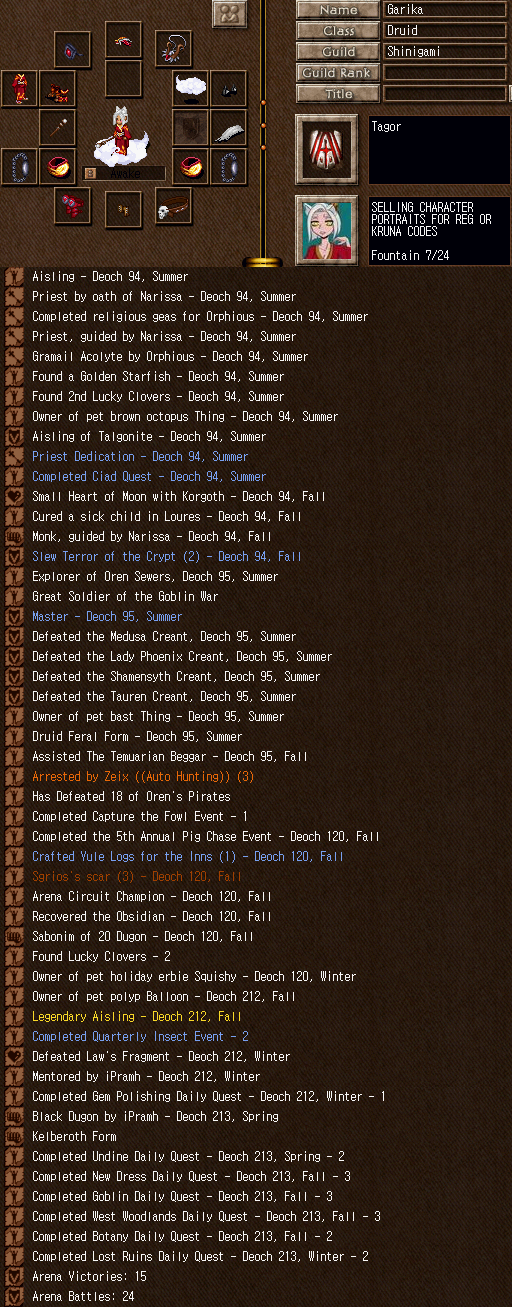 Name Garika
Class Druid
Guild Shinigami
Guild Rank
Title
Tagor
Awake
SELLING CHARACTER
PORTRAITS FOR REG OR
KRUNA CODES
Fountain 7/24
Aisling - Deoch 94, Summer
Priest by oath of Narissa - Deoch 94, Summer
Completed religious geas for Orphious - Deoch 94, Summer
Priest, guided by Narissa - Deoch 94, Summer
Gramail Acolyte by Orphious - Deoch 94, Summer
Found a Golden Starfish - Deoch 94, Summer
Found 2nd Lucky Clovers - Deoch 94, Summer
Owner of pet brown octopus Thing - Deoch 94, Summer
Aisling of Talgonite - Deoch 94, Summer
Priest Dedication - Deoch 94, Summer
Completed Ciad Quest - Deoch 94, Summer
Small Heart of Moon with Korgoth - Deoch 94, Fall
Cured a sick child in Loures - Deoch 94, Fall
Monk, guided by Narissa - Deoch 94, Fall
Slew Terror of the Crypt (2) - Deoch 94, Fall
Explorer of Oren Sewers, Deoch 95, Summer
Great Soldier of the Goblin War
Master - Deoch 95, Summer
Defeated the Medusa Creant, Deoch 95, Summer
Defeated the Lady Phoenix Creant, Deoch 95, Summer
Defeated the Shamensyth Creant, Deoch 95, Summer
Defeated the Tauren Creant, Deoch 95, Summer
Owner of pet bast Thing - Deoch 95, Summer
Druid Feral Form - Deoch 95, Summer
Assisted The Temuarian Beggar - Deoch 95, Fall
Arrested by Zeix ((Auto Hunting)) (3)
Has Defeated 18 of Oren's Pirates
Completed Capture the Fowl Event - 1
Completed the 5th Annual Pig Chase Event - Deoch 120, Fall
Crafted Yule Logs for the Inns (1) - Deoch 120, Fall
Sgrios's scar (3) - Deoch 120, Fall
Arena Circuit Champion - Deoch 120, Fall
Recovered the Obsidian - Deoch 120, Fall
Sabonim of 20 Dugon - Deoch 120, Fall
Found Lucky Clovers - 2
Owner of pet holiday erbie Squishy - Deoch 120, Winter
Owner of pet polyp Balloon - Deoch 212, Fall
Legendary Aisling - Deoch 212, Fall
Completed Quarterly Insect Event - 2
Defeated Law's Fragment - Deoch 212, Winter
Mentored by iPramh - Deoch 212, Winter
Completed Gem Polishing Daily Quest - Deoch 212, Winter - 1
Black Dugon by iPramh - Deoch 213, Spring
Kelberoth Form
Completed Undine Daily Quest - Deoch 213, Spring - 2
Completed New Dress Daily Quest - Deoch 213, Fall - 3
Completed Goblin Daily Quest - Deoch 213, Fall - 3
Completed West Woodlands Daily Quest - Deoch 213, Fall - 3
Completed Botany Daily Quest - Deoch 213, Fall - 2
Completed Lost Ruins Daily Quest - Deoch 213, Winter - 2
Arena Victories: 15
Arena Battles: 24